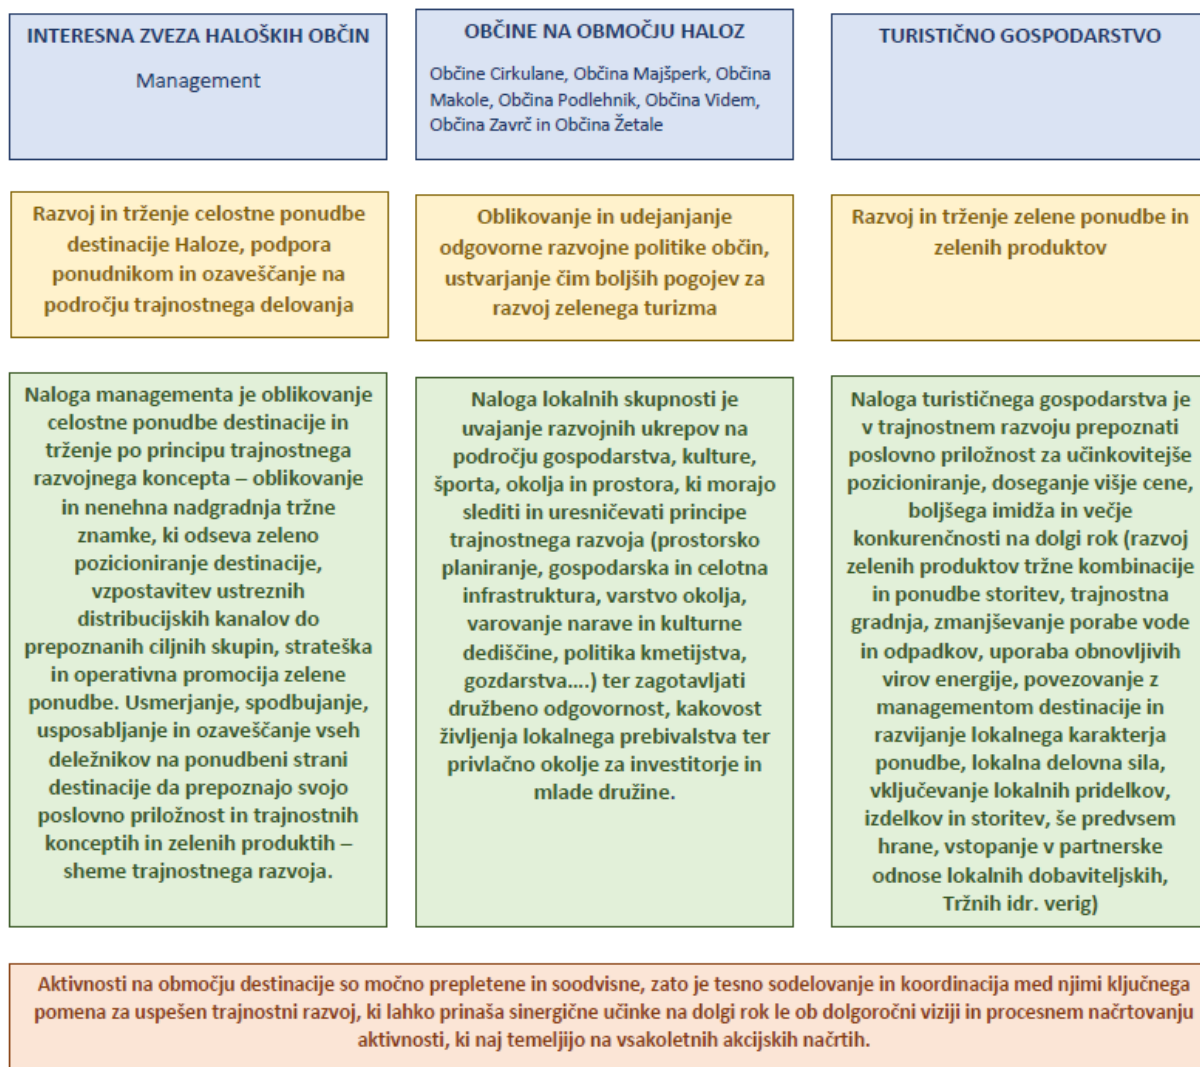 INTERESNA ZVEZA HALOŠKIH OBČIN
Management
OBČINE NA OBMOČJU HALOZ
Občine Cirkulane, Občina Majšperk, Občina
Makole, Občina Podlehnik, Občina Videm,
Občina Zavrč in Občina Žetale
TURISTIČNO GOSPODARSTVO
Razvoj in trženje celostne ponudbe
destinacije Haloze, podpora
ponudnikom in ozaveščanje na
področju trajnostnega delovanja
Oblikovanje in udejanjanje
odgovorne razvojne politike občin,
ustvarjanje čim boljših pogojev za
razvoj zelenega turizma
Razvoj in trženje zelene ponudbe in
zelenih produktov
Naloga managementa je oblikovanje
celostne ponudbe destinacije in
trženje po principu trajnostnega
razvojnega koncepta – oblikovanje
in nenehna nadgradnja tržne
znamke, ki odseva zeleno
pozicioniranje destinacije,
vzpostavitev ustreznih
distribucijskih kanalov do
prepoznanih ciljnih skupin, strateška
in operativna promocija zelene
ponudbe. Usmerjanje, spodbujanje,
usposabljanje in ozaveščanje vseh
deležnikov na ponudbeni strani
destinacije da prepoznajo svojo
poslovno priložnost in trajnostnih
konceptih in zelenih produktih –
sheme trajnostnega razvoja.
Naloga lokalnih skupnosti je
uvajanje razvojnih ukrepov na
področju gospodarstva, kulture,
športa, okolja in prostora, ki morajo
slediti in uresničevati principe
trajnostnega razvoja (prostorsko
planiranje, gospodarska in celotna
infrastruktura, varstvo okolja,
varovanje narave in kulturne
dediščine, politika kmetijstva,
gozdarstva….) ter zagotavljati
družbeno odgovornost, kakovost
življenja lokalnega prebivalstva ter
privlačno okolje za investitorje in
mlade družine.
Naloga turističnega gospodarstva je
v trajnostnem razvoju prepoznati
poslovno priložnost za učinkovitejše
pozicioniranje, doseganje višje cene,
boljšega imidža in večje
konkurenčnosti na dolgi rok (razvoj
zelenih produktov tržne kombinacije
in ponudbe storitev, trajnostna
gradnja, zmanjševanje porabe vode
in odpadkov, uporaba obnovljivih
virov energije, povezovanje z
managementom destinacije in
razvijanje lokalnega karakterja
ponudbe, lokalna delovna sila,
vključevanje lokalnih pridelkov,
izdelkov in storitev, še predvsem
hrane, vstopanje v partnerske
odnose lokalnih dobaviteljskih,
Tržnih idr. verig)
Aktivnosti na območju destinacije so močno prepletene in soodvisne, zato je tesno sodelovanje in koordinacija med njimi ključnega
pomena za uspešen trajnostni razvoj, ki lahko prinaša sinergične učinke na dolgi rok le ob dolgoročni viziji in procesnem načrtovanju
aktivnosti, ki naj temeljijo na vsakoletnih akcijskih načrtih.